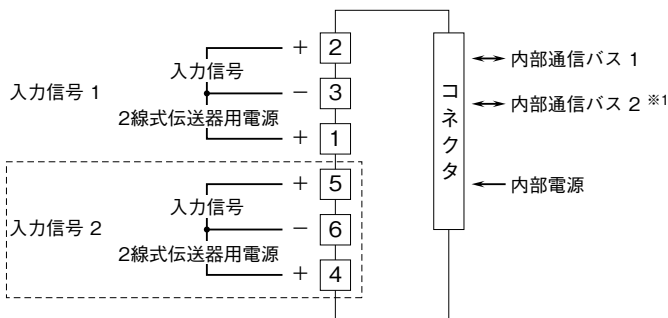 + 2
入力信号
入力信号 1
− 3
2線式伝送器用電源
+ 1
+ 5
入力信号
入力信号 2
− 6
2線式伝送器用電源
+ 4
コネクタ
内部通信バス 1
内部通信バス 2 ※1
内部電源